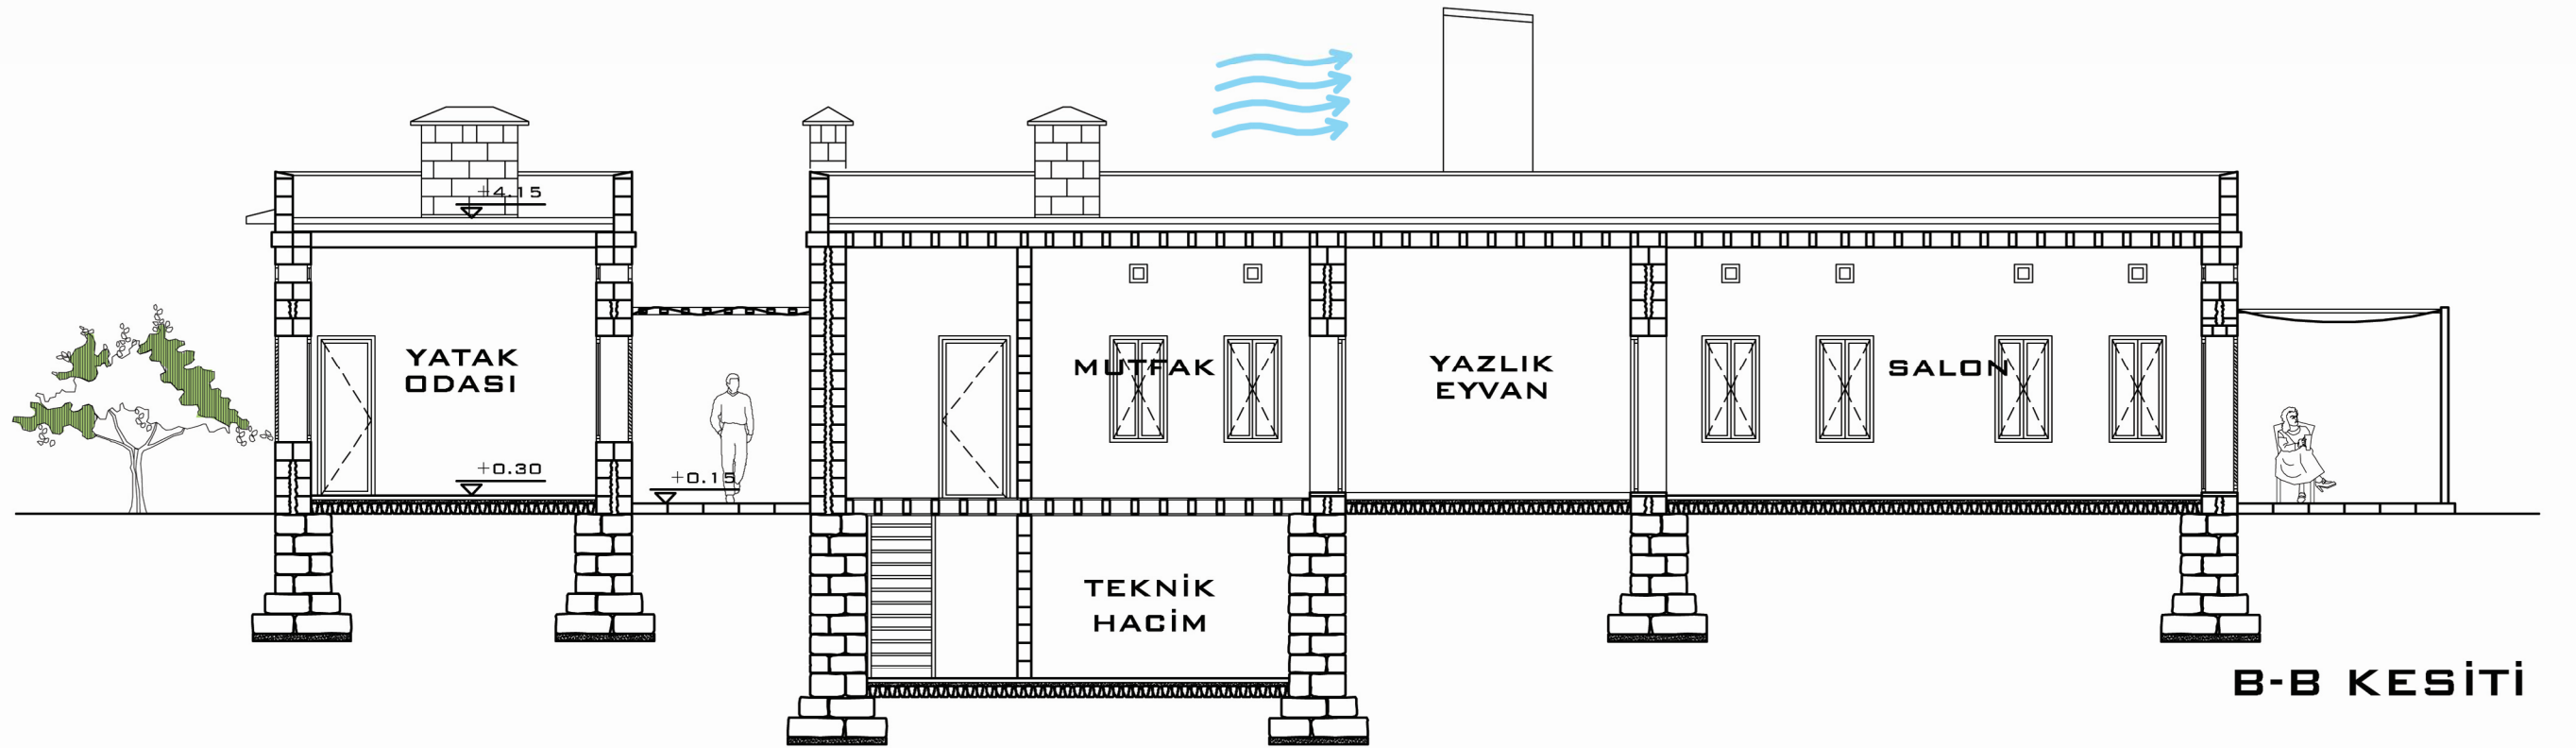 +4.15
YATAK
ODASI
+0.30
+0.15
MUTFAK
YAZLIK
EYVAN
SALON
TEKNİK
HACİM
B-B KESİTİ